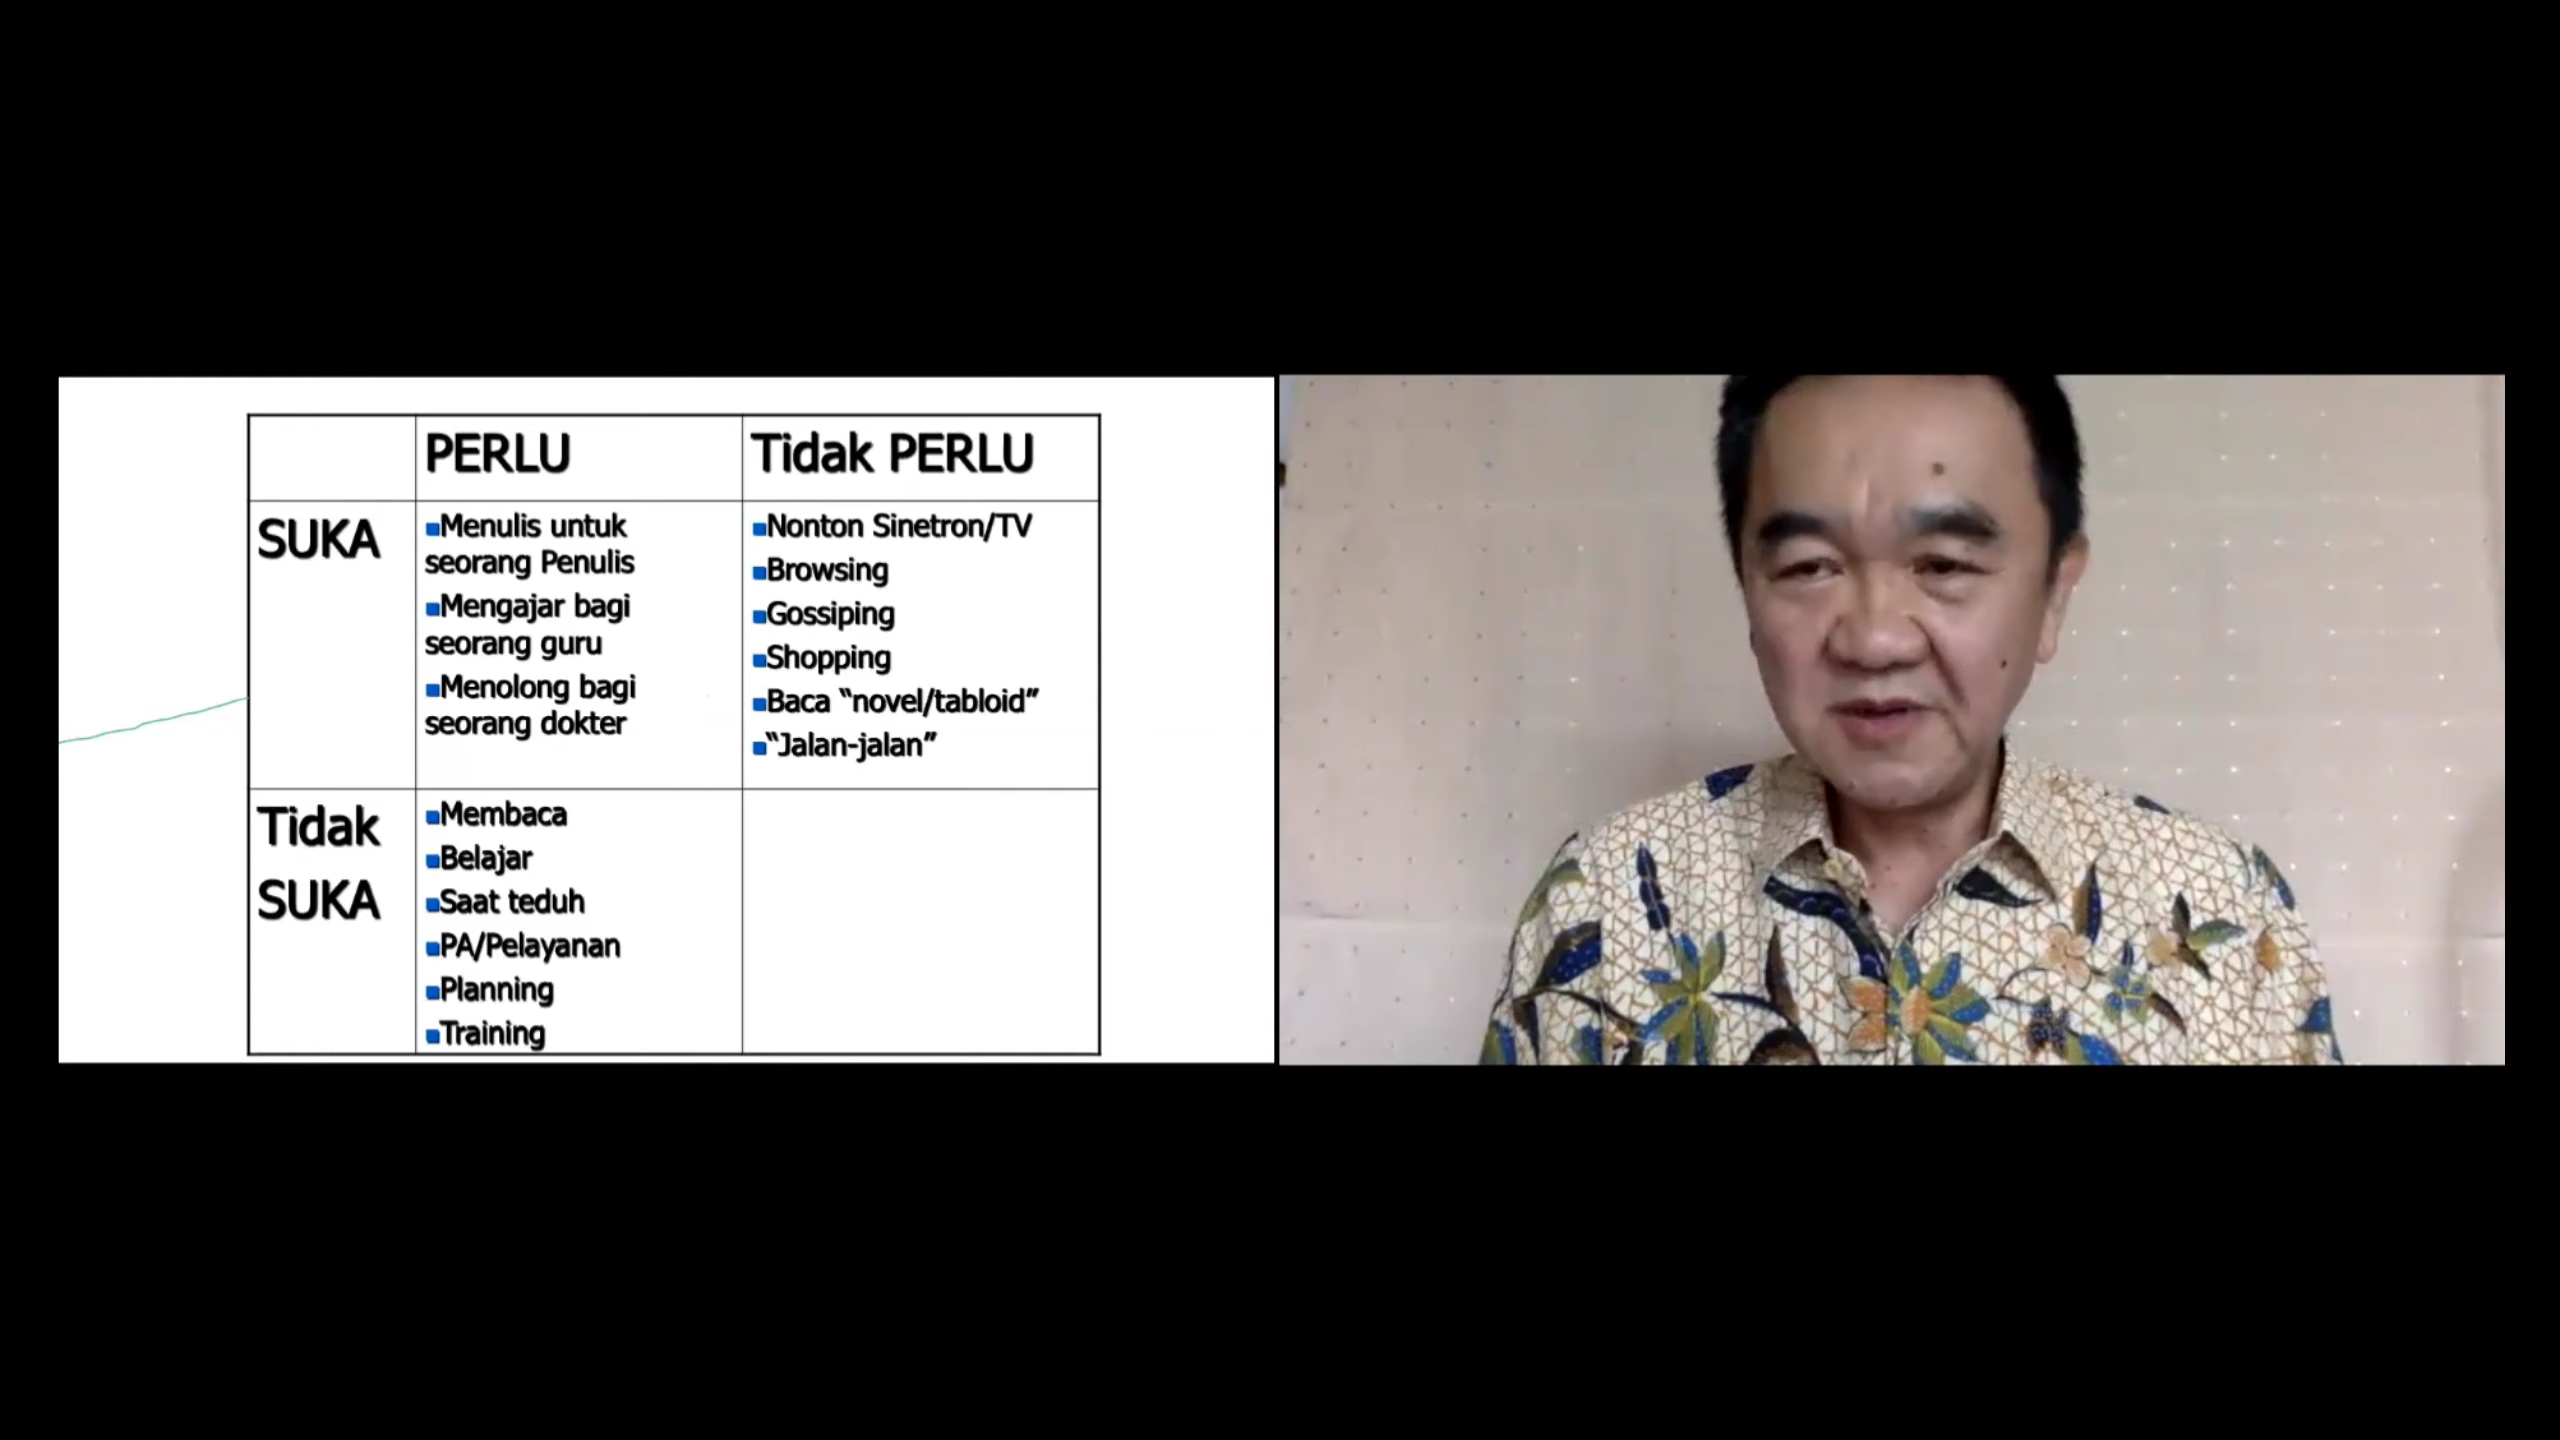 PERLU
Tidak PERLU
SUKA
▪Menulis untuk
seorang Penulis
▪Mengajar bagi
seorang guru
▪Menolong bagi
seorang dokter
▪Nonton Sinetron/TV
▪Browsing
▪Gossiping
▪Shopping
▪Baca “novel/tabloid”
▪“Jalan-jalan”
Tidak
SUKA
▪Membaca
▪Belajar
▪Saat teduh
▪PA/Pelayanan
▪Planning
▪Training